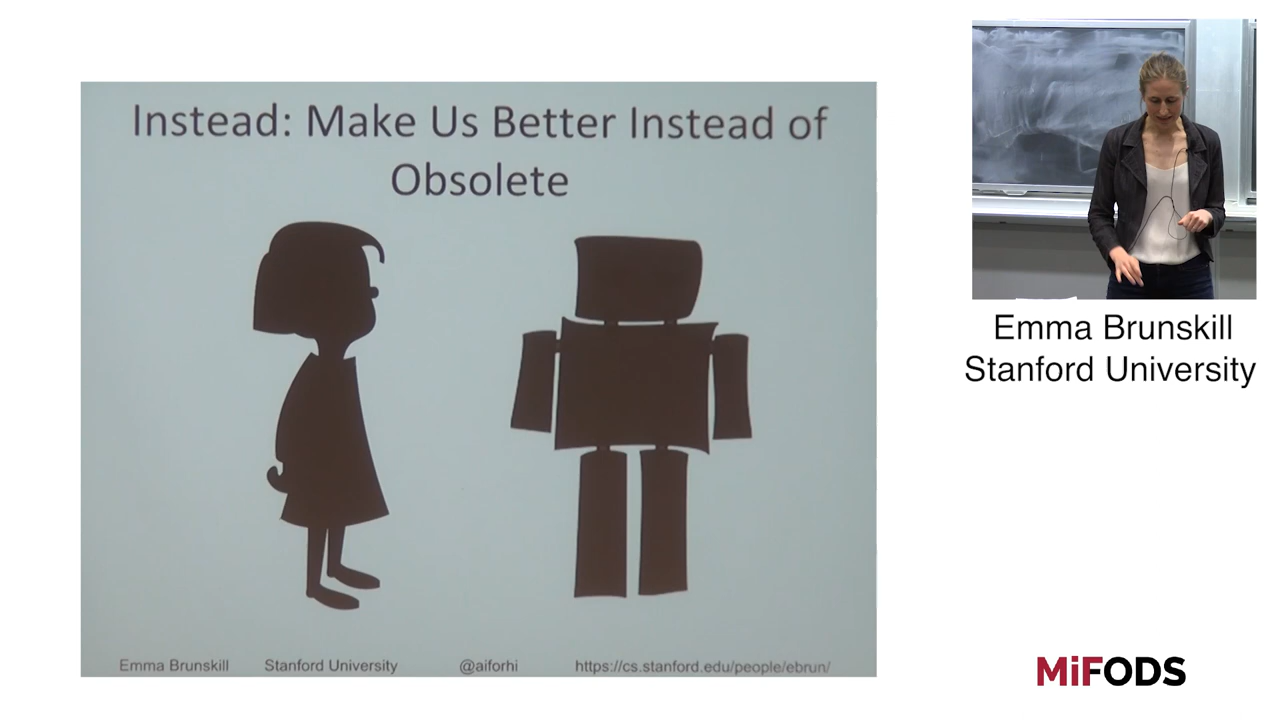 Instead: Make Us Better Instead of
Obsolete
Emma Brunskill Stanford University @aiforhi https://cs.stanford.edu/people/ebrun/
Emma Brunskill
Stanford University
MiFODS